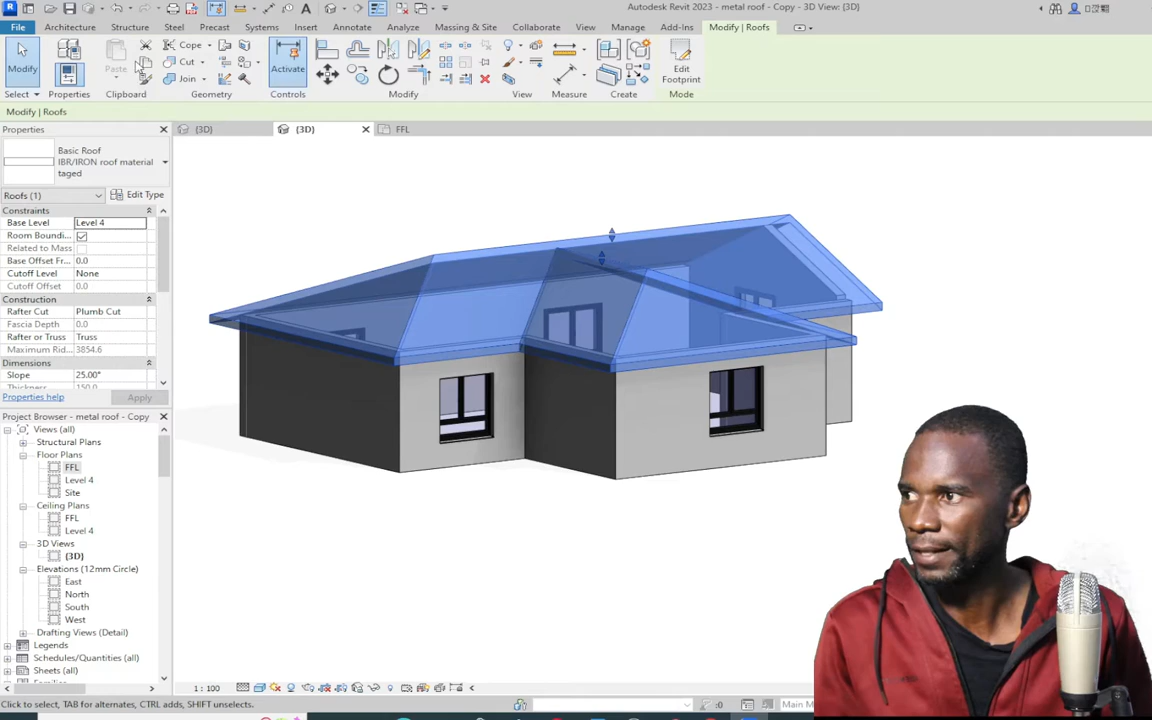 Autodesk Revit 2023 - metal roof - Copy - 3D View: {3D}
File Architecture Structure Steel Precast Systems Insert Annotate Analyze Massing & Site Collaborate View Manage Add-Ins Modify | Roofs
Modify Paste Cope Cut Join Activate Edit Footprint
Select Properties Clipboard Geometry Controls Modify View Measure Create Mode
Modify | Roofs
Properties
{3D} {3D} FFL
Basic Roof
IBR/IRON roof material
taged
Roofs (1) Edit Type
Constraints
Base Level Level 4
Room Boundi...
Related to Mass
Base Offset Fr... 0.0
Cutoff Level None
Cutoff Offset 0.0
Construction
Rafter Cut Plumb Cut
Fascia Depth 0.0
Rafter or Truss Truss
Maximum Rid... 3854.6
Dimensions
Slope 25.00°
Thickness 150.0
Properties help Apply
Project Browser - metal roof - Copy
Views (all)
Structural Plans
Floor Plans
FFL
Level 4
Site
Ceiling Plans
FFL
Level 4
3D Views
{3D}
Elevations (12mm Circle)
East
North
South
West
Drafting Views (Detail)
Legends
Schedules/Quantities (all)
Sheets (all)
1 : 100
Click to select, TAB for alternates, CTRL adds, SHIFT unselects. :0 Main M